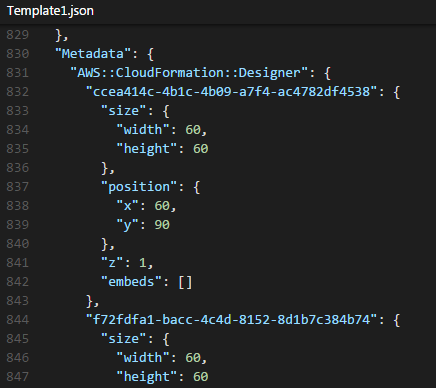 Template1.json
829 },
830 "Metadata": {
831 "AWS::CloudFormation::Designer": {
832 "ccea414c-4b1c-4b09-a7f4-ac4782df4538": {
833 "size": {
834 "width": 60,
835 "height": 60
836 },
837 "position": {
838 "x": 60,
839 "y": 90
840 },
841 "z": 1,
842 "embeds": []
843 },
844 "f72fdfa1-bacc-4c4d-8152-8d1b7c384b74": {
845 "size": {
846 "width": 60,
847 "height": 60